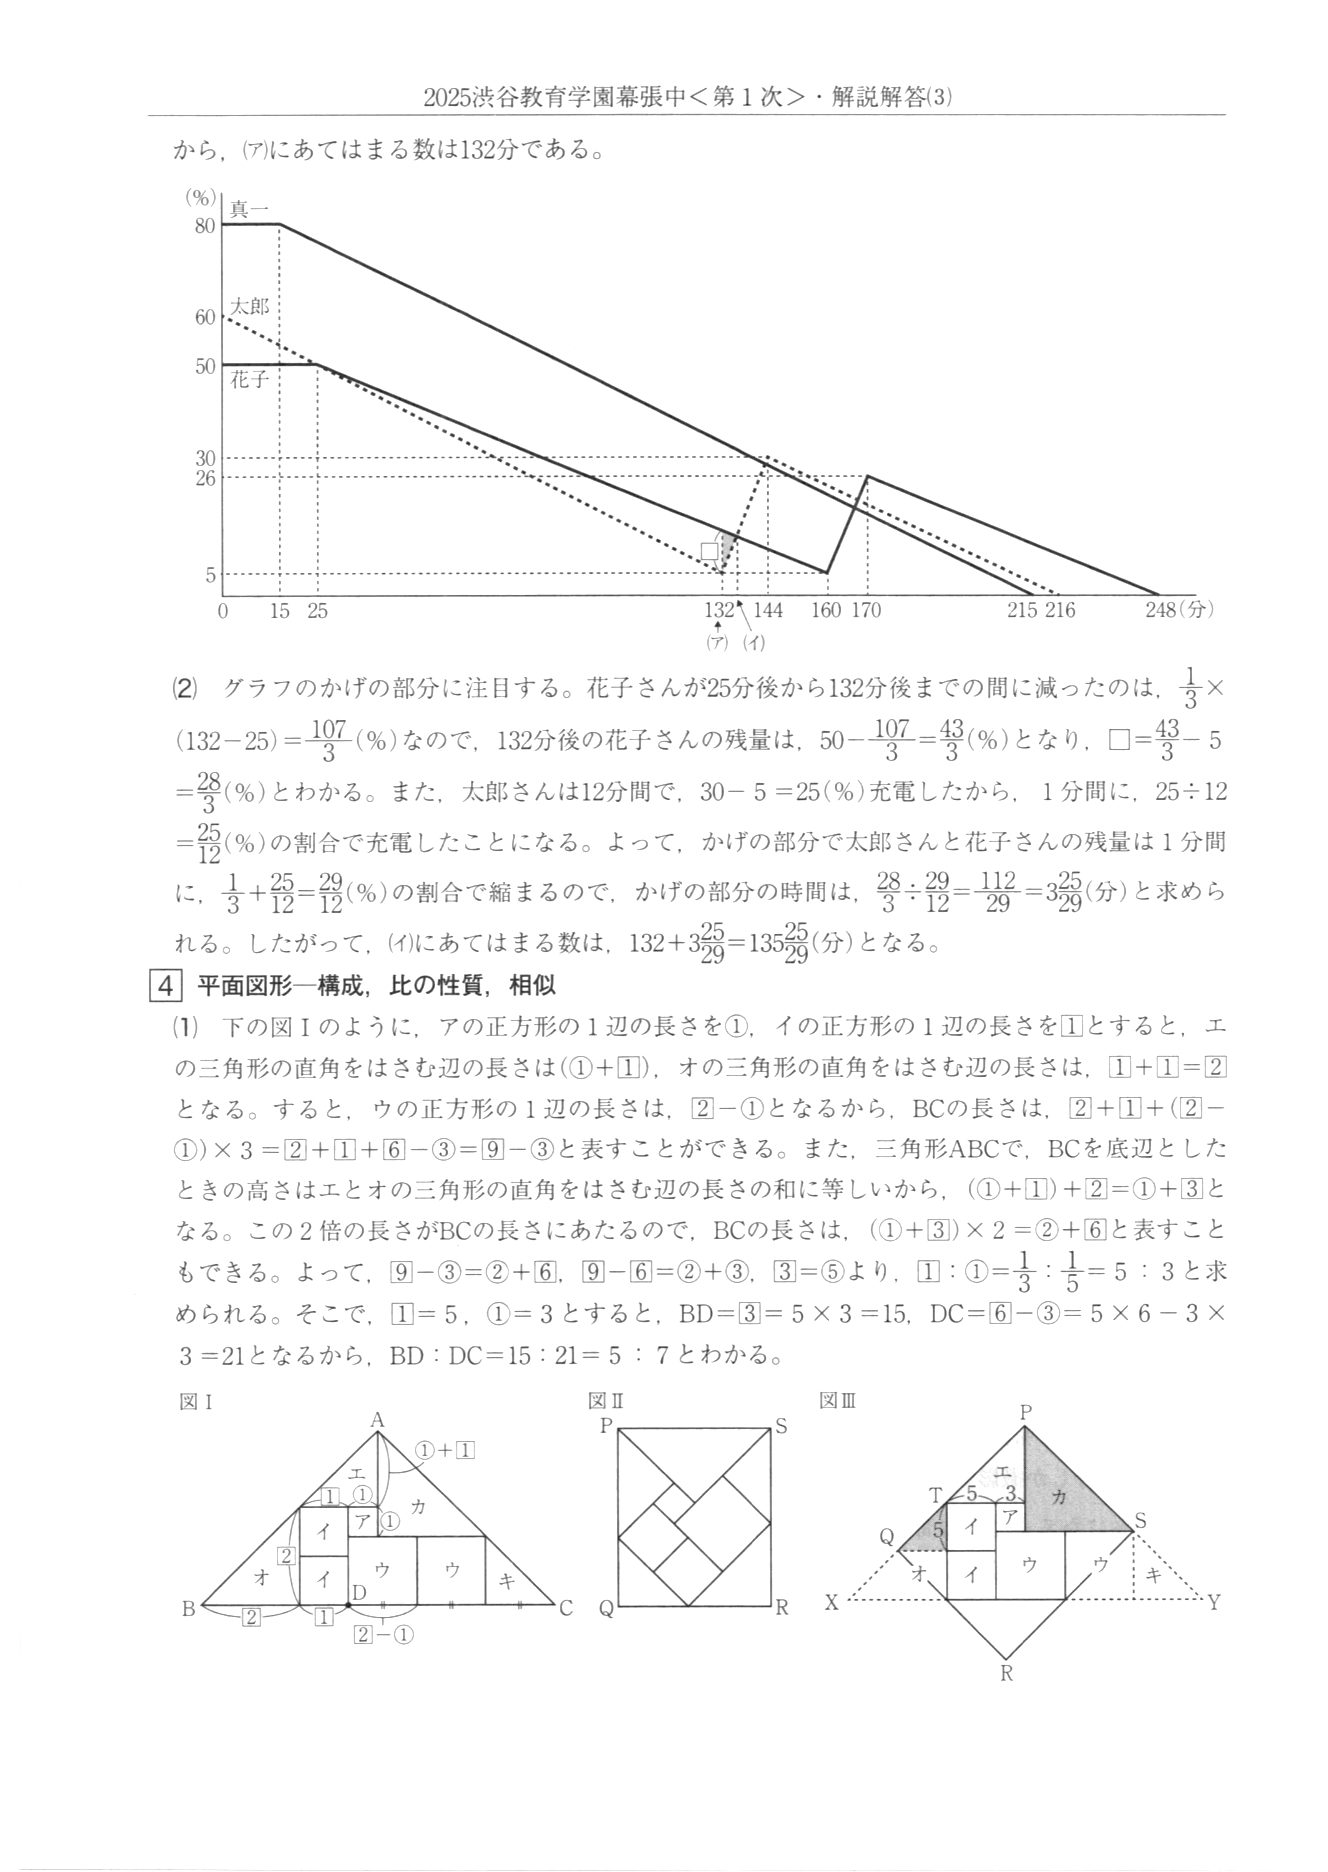 2025渋谷教育学園幕張中＜第1次＞・解説解答(3)
から，(ア)にあてはまる数は132分である。
(%)
真一
80
太郎
60
50
花子
30
26
□
5
0 15 25 132 144 160 170 215 216 248(分)
(ア) (イ)
(2) グラフのかげの部分に注目する。花子さんが25分後から132分後までの間に減ったのは，1/3×
(132－25)＝107/3(%)なので，132分後の花子さんの残量は，50－107/3＝43/3(%)となり，□＝43/3－5
＝28/3(%)とわかる。また，太郎さんは12分間で，30－5＝25(%)充電したから，1分間に，25÷12
＝25/12(%)の割合で充電したことになる。よって，かげの部分で太郎さんと花子さんの残量は1分間
に，1/3＋25/12＝29/12(%)の割合で縮まるので，かげの部分の時間は，28/3÷29/12＝112/29＝3 25/29(分)と求めら
れる。したがって，(イ)にあてはまる数は，132＋3 25/29＝135 25/29(分)となる。
4 平面図形―構成，比の性質，相似
(1) 下の図Ⅰのように，アの正方形の1辺の長さを①，イの正方形の1辺の長さを[1]とすると，エ
の三角形の直角をはさむ辺の長さは(①＋[1])，オの三角形の直角をはさむ辺の長さは，[1]＋[1]＝[2]
となる。すると，ウの正方形の1辺の長さは，[2]－①となるから，BCの長さは，[2]＋[1]＋([2]－
①)×3＝[2]＋[1]＋[6]－③＝[9]－③と表すことができる。また，三角形ABCで，BCを底辺とした
ときの高さはエとオの三角形の直角をはさむ辺の長さの和に等しいから，(①＋[1])＋[2]＝①＋[3]と
なる。この2倍の長さがBCの長さにあたるので，BCの長さは，(①＋[3])×2＝②＋[6]と表すこと
もできる。よって，[9]－③＝②＋[6]，[9]－[6]＝②＋③，[3]＝⑤より，[1]：①＝1/3：1/5＝5：3と求
められる。そこで，[1]＝5，①＝3とすると，BD＝[3]＝5×3＝15，DC＝[6]－③＝5×6－3×
3＝21となるから，BD：DC＝15：21＝5：7とわかる。
図Ⅰ
A
①＋[1]
エ
[1] ①
カ
ア ①
イ
[2]
オ イ D ウ ウ キ
B C
[2] [1]
[2]－①
図Ⅱ
P S
Q R
図Ⅲ
P
エ
カ
T 5 3
ア
5 イ
S
Q
ウ ウ
オ イ キ
X Y
R